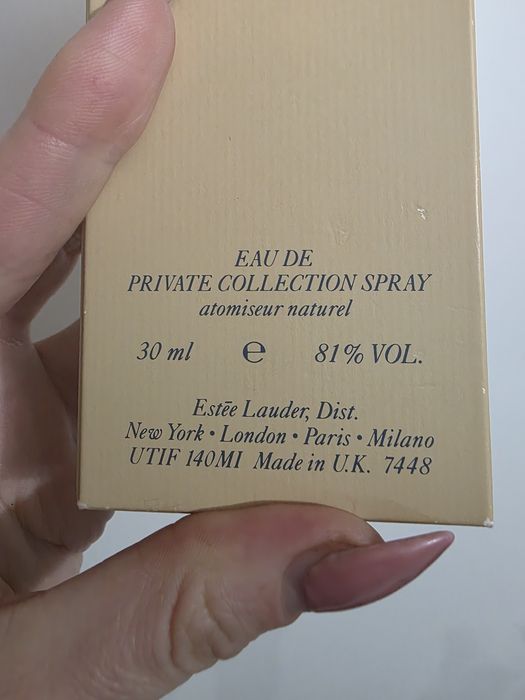 EAU DE
PRIVATE COLLECTION SPRAY
atomiseur naturel
30 ml ℮ 81% VOL.
Estēe Lauder, Dist.
New York • London • Paris • Milano
UTIF 140MI Made in U.K. 7448